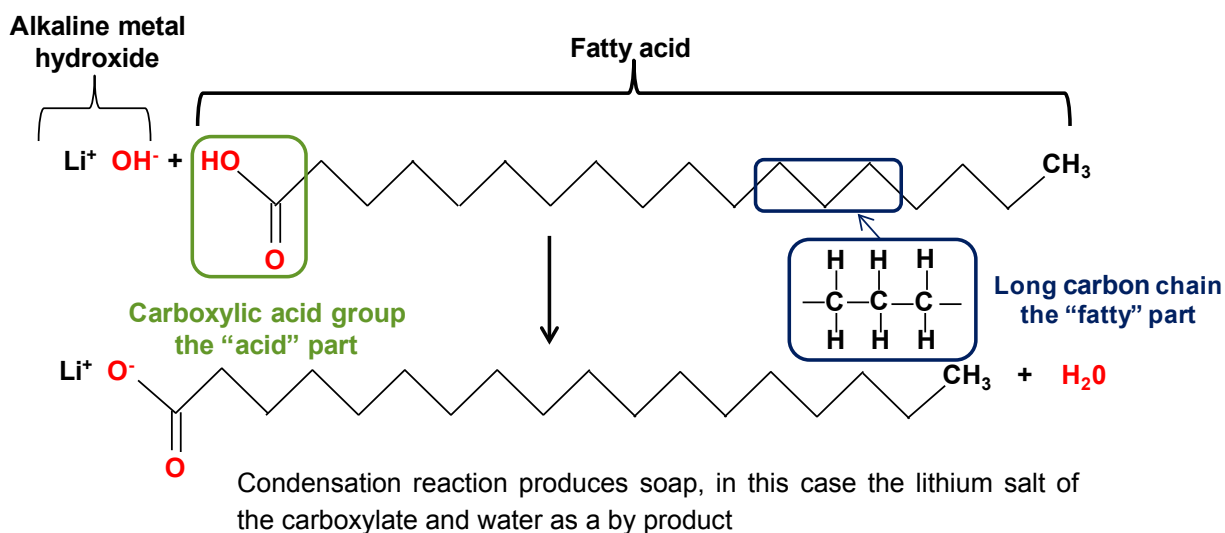 Alkaline metal
hydroxide
Fatty acid
Li⁺ OH⁻ + HO
CH₃
O
H H H
—C—C—C—
H H H
Long carbon chain
the “fatty” part
Carboxylic acid group
the “acid” part
Li⁺ O⁻
CH₃ + H₂0
O
Condensation reaction produces soap, in this case the lithium salt of
the carboxylate and water as a by product